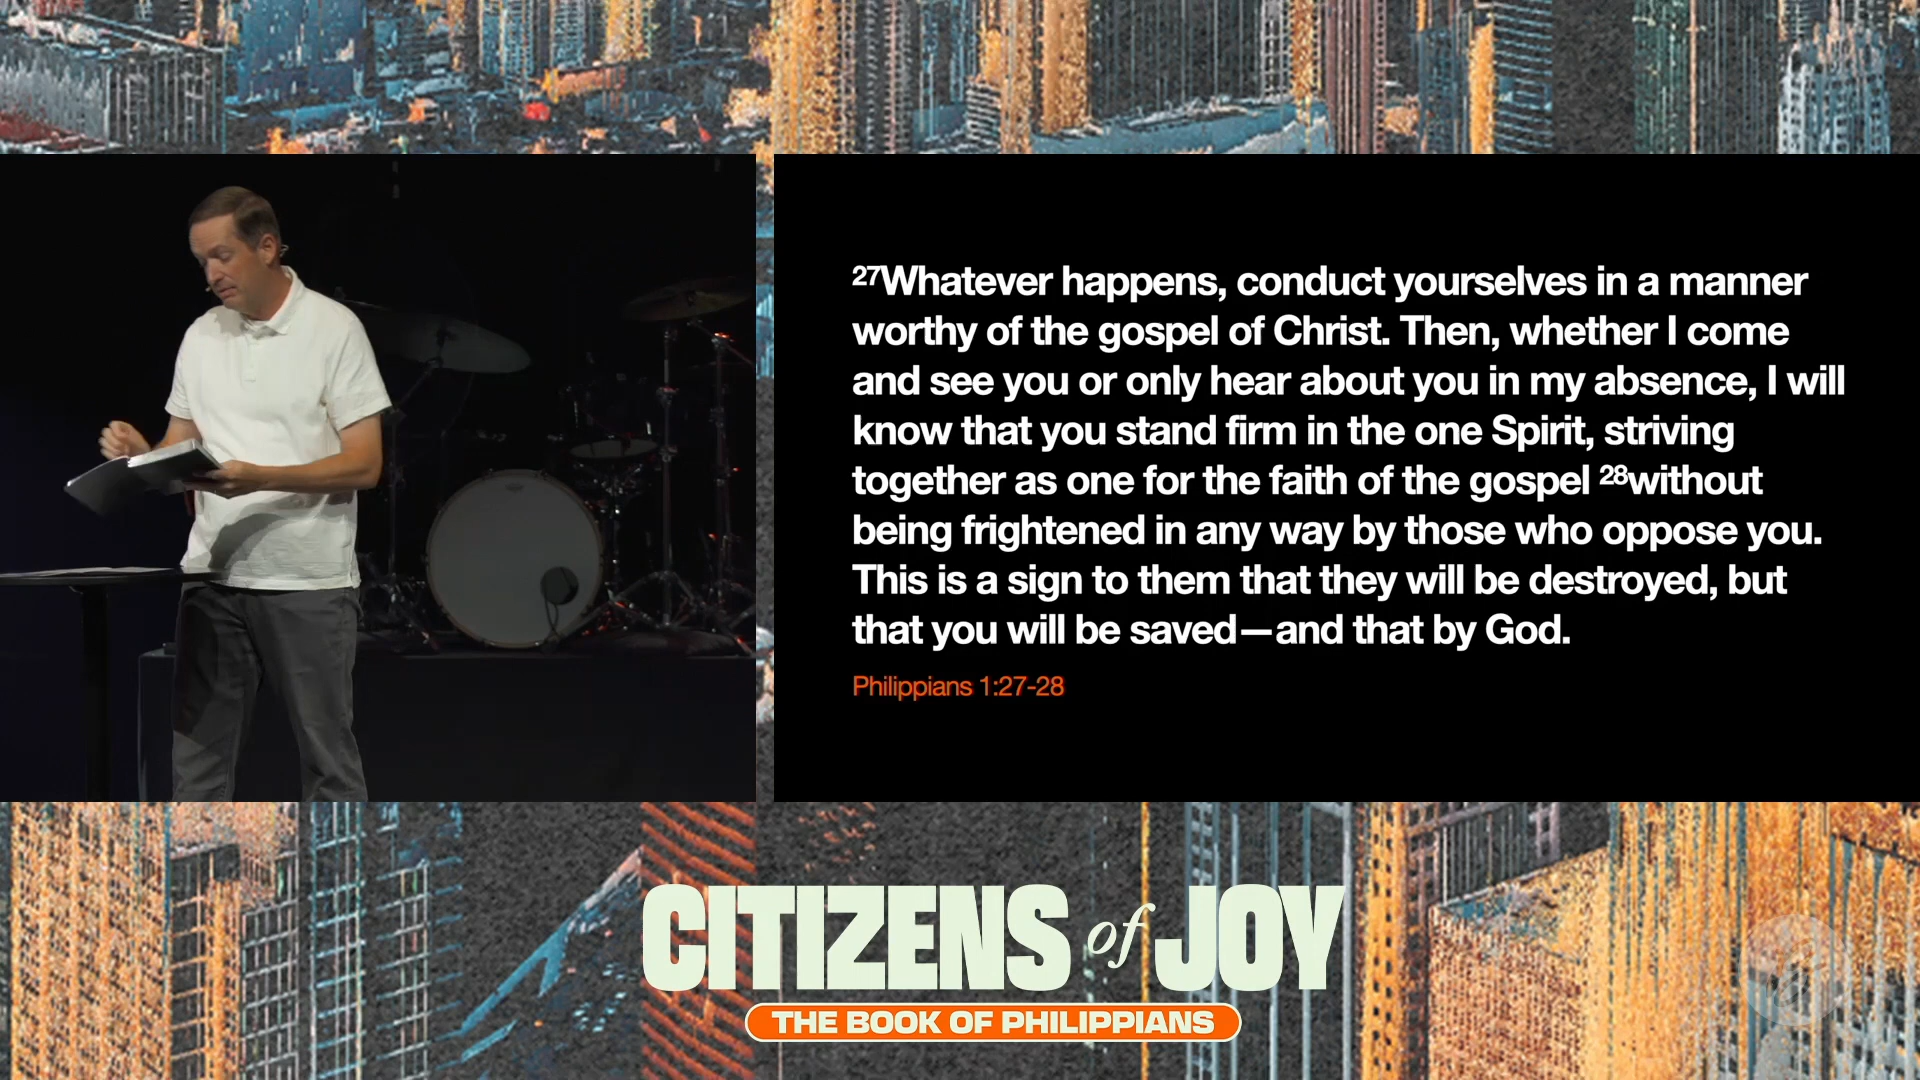 ²⁷Whatever happens, conduct yourselves in a manner
worthy of the gospel of Christ. Then, whether I come
and see you or only hear about you in my absence, I will
know that you stand firm in the one Spirit, striving
together as one for the faith of the gospel ²⁸without
being frightened in any way by those who oppose you.
This is a sign to them that they will be destroyed, but
that you will be saved—and that by God.
Philippians 1:27-28
CITIZENS of JOY
THE BOOK OF PHILIPPIANS